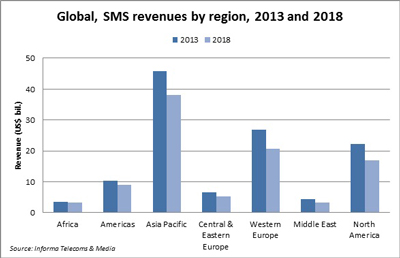 Global, SMS revenues by region, 2013 and 2018
2013 2018
Revenue (US$ bil.)
50
40
30
20
10
0
Africa
Americas
Asia Pacific
Central &
Eastern
Europe
Western
Europe
Middle East
North
America
Source: Informa Telecoms & Media